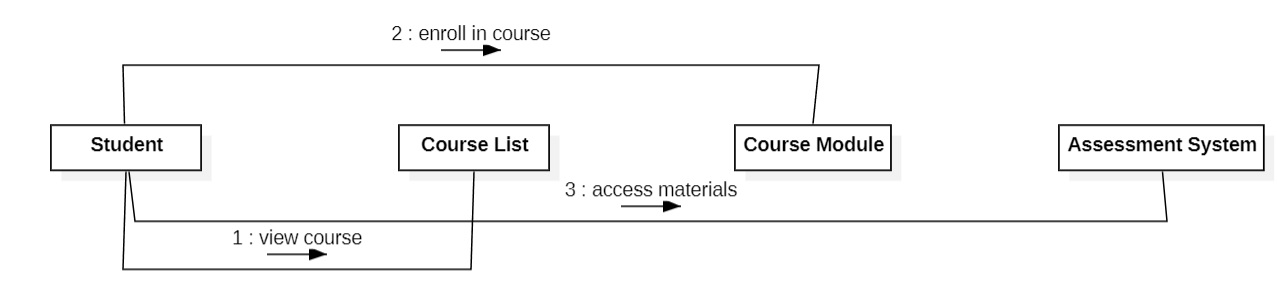 2 : enroll in course
Student
Course List
Course Module
Assessment System
3 : access materials
1 : view course